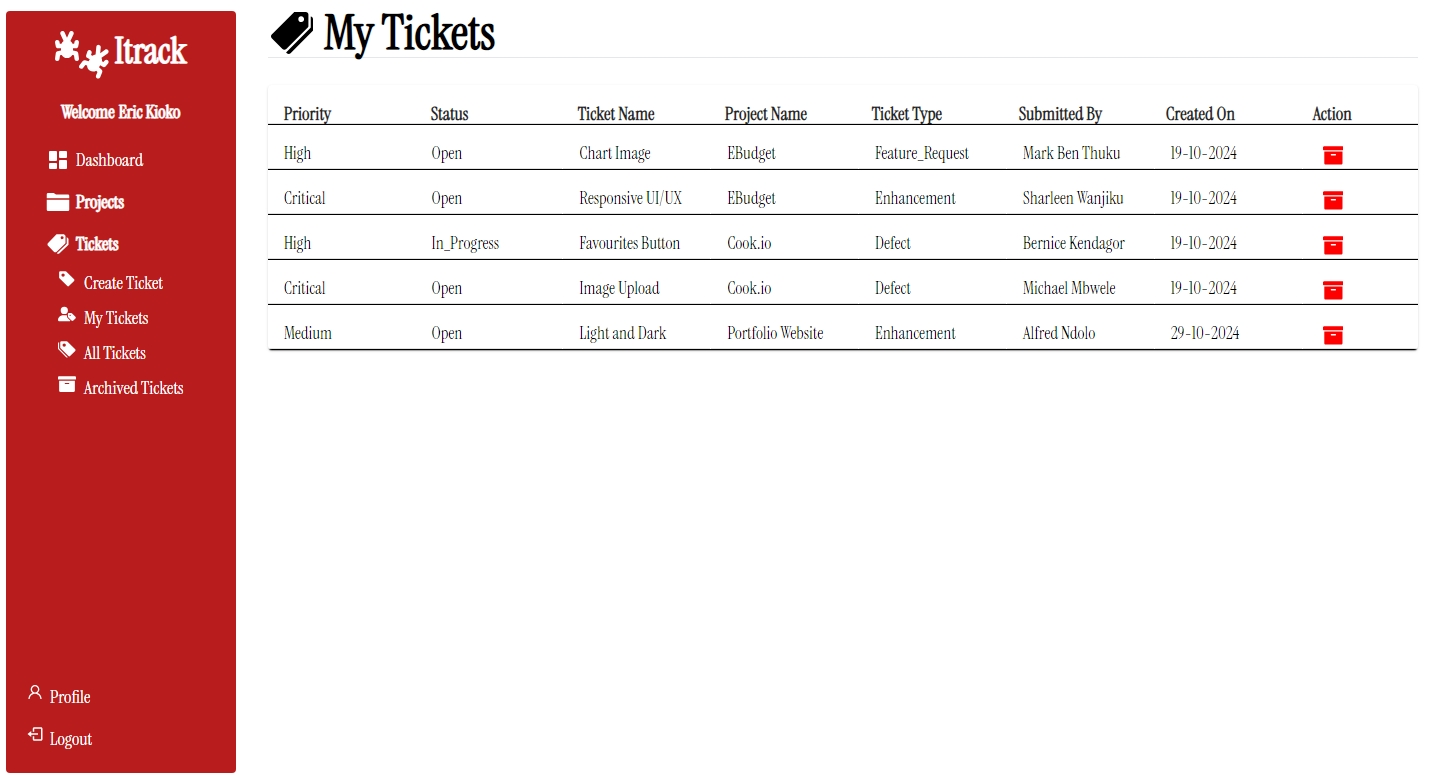 Itrack
Welcome Eric Kioko
Dashboard
Projects
Tickets
Create Ticket
My Tickets
All Tickets
Archived Tickets
Profile
Logout
My Tickets
Priority Status Ticket Name Project Name Ticket Type Submitted By Created On Action
High Open Chart Image EBudget Feature_Request Mark Ben Thuku 19-10-2024
Critical Open Responsive UI/UX EBudget Enhancement Sharleen Wanjiku 19-10-2024
High In_Progress Favourites Button Cook.io Defect Bernice Kendagor 19-10-2024
Critical Open Image Upload Cook.io Defect Michael Mbwele 19-10-2024
Medium Open Light and Dark Portfolio Website Enhancement Alfred Ndolo 29-10-2024